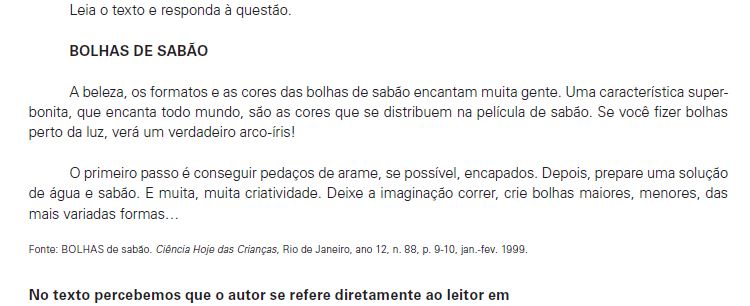 Leia o texto e responda à questão.
BOLHAS DE SABÃO
A beleza, os formatos e as cores das bolhas de sabão encantam muita gente. Uma característica super-
bonita, que encanta todo mundo, são as cores que se distribuem na película de sabão. Se você fizer bolhas
perto da luz, verá um verdadeiro arco-íris!
O primeiro passo é conseguir pedaços de arame, se possível, encapados. Depois, prepare uma solução
de água e sabão. E muita, muita criatividade. Deixe a imaginação correr, crie bolhas maiores, menores, das
mais variadas formas…
Fonte: BOLHAS de sabão. Ciência Hoje das Crianças, Rio de Janeiro, ano 12, n. 88, p. 9-10, jan.-fev. 1999.
No texto percebemos que o autor se refere diretamente ao leitor em